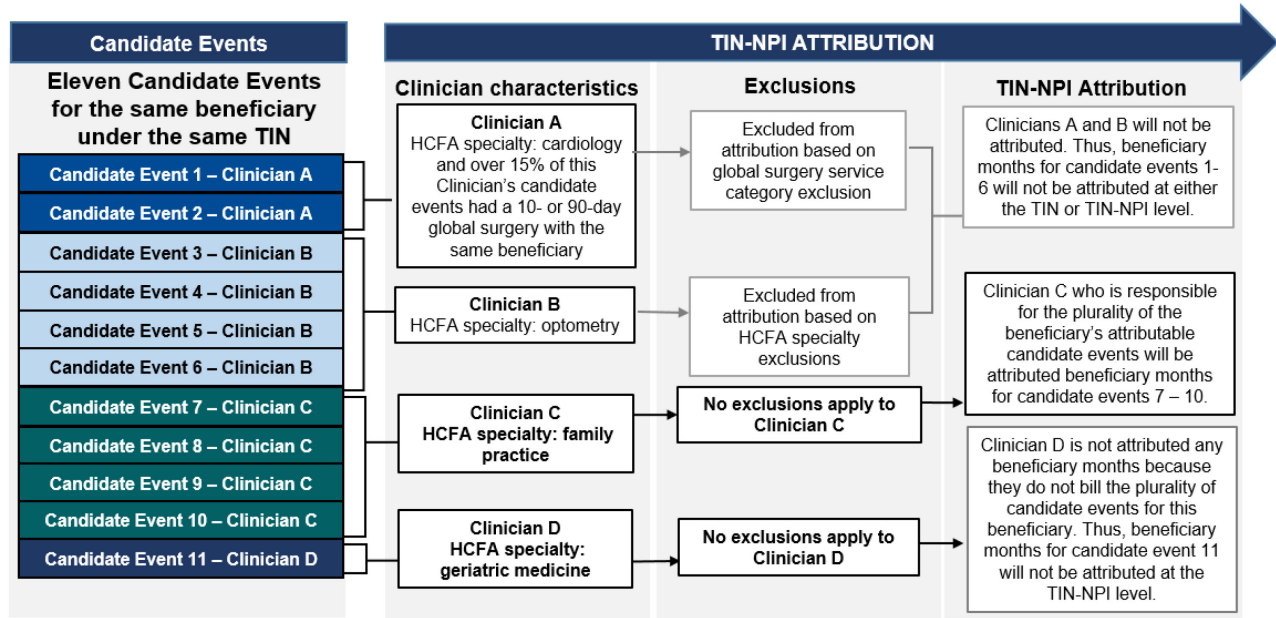 Candidate Events
TIN-NPI ATTRIBUTION
Eleven Candidate Events
for the same beneficiary
under the same TIN
Candidate Event 1 – Clinician A
Candidate Event 2 – Clinician A
Candidate Event 3 – Clinician B
Candidate Event 4 – Clinician B
Candidate Event 5 – Clinician B
Candidate Event 6 – Clinician B
Candidate Event 7 – Clinician C
Candidate Event 8 – Clinician C
Candidate Event 9 – Clinician C
Candidate Event 10 – Clinician C
Candidate Event 11 – Clinician D
Clinician characteristics
Clinician A
HCFA specialty: cardiology
and over 15% of this
Clinician's candidate
events had a 10- or 90-day
global surgery with the
same beneficiary
Clinician B
HCFA specialty: optometry
Clinician C
HCFA specialty: family
practice
Clinician D
HCFA specialty:
geriatric medicine
Exclusions
Excluded from
attribution based on
global surgery service
category exclusion
Excluded from
attribution based on
HCFA specialty
exclusions
No exclusions apply to
Clinician C
No exclusions apply to
Clinician D
TIN-NPI Attribution
Clinicians A and B will not be
attributed. Thus, beneficiary
months for candidate events 1-
6 will not be attributed at either
the TIN or TIN-NPI level.
Clinician C who is responsible
for the plurality of the
beneficiary's attributable
candidate events will be
attributed beneficiary months
for candidate events 7 – 10.
Clinician D is not attributed any
beneficiary months because
they do not bill the plurality of
candidate events for this
beneficiary. Thus, beneficiary
months for candidate event 11
will not be attributed at the
TIN-NPI level.